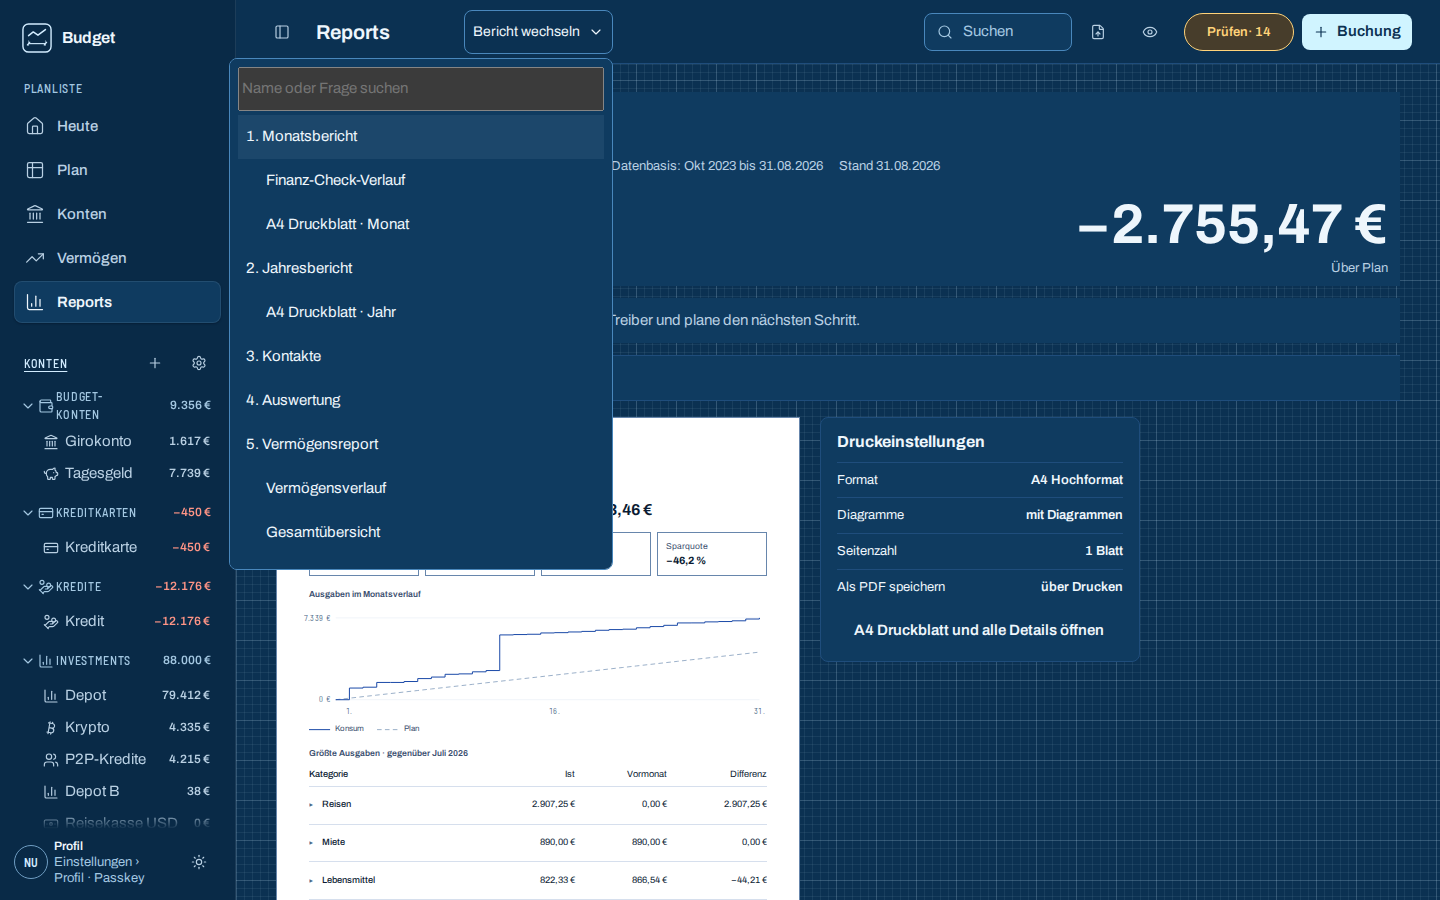 Budget
PLANLISTE
Heute
Plan
Konten
Vermögen
Reports
KONTEN
BUDGET-
KONTEN
9.356 €
Girokonto 1.617 €
Tagesgeld 7.739 €
KREDITKARTEN −450 €
Kreditkarte −450 €
KREDITE −12.176 €
Kredit −12.176 €
INVESTMENTS 88.000 €
Depot 79.412 €
Krypto 4.335 €
P2P-Kredite 4.215 €
Depot B 38 €
Reisekasse USD 0 €
NU
Profil
Einstellungen ›
Profil · Passkey
Reports
Bericht wechseln
Suchen
Prüfen · 14
Buchung
Name oder Frage suchen
1. Monatsbericht
Finanz-Check-Verlauf
A4 Druckblatt · Monat
2. Jahresbericht
A4 Druckblatt · Jahr
3. Kontakte
4. Auswertung
5. Vermögensreport
Vermögensverlauf
Gesamtübersicht
Datenbasis: Okt 2023 bis 31.08.2026 Stand 31.08.2026
−2.755,47 €
Über Plan
Treiber und plane den nächsten Schritt.
,46 €
Sparquote
−46,2 %
Ausgaben im Monatsverlauf
7.339 €
0 €
1. 16. 31.
Konsum Plan
Größte Ausgaben · gegenüber Juli 2026
Kategorie Ist Vormonat Differenz
Reisen 2.907,25 € 0,00 € 2.907,25 €
Miete 890,00 € 890,00 € 0,00 €
Lebensmittel 822,33 € 866,54 € −44,21 €
Druckeinstellungen
Format A4 Hochformat
Diagramme mit Diagrammen
Seitenzahl 1 Blatt
Als PDF speichern über Drucken
A4 Druckblatt und alle Details öffnen